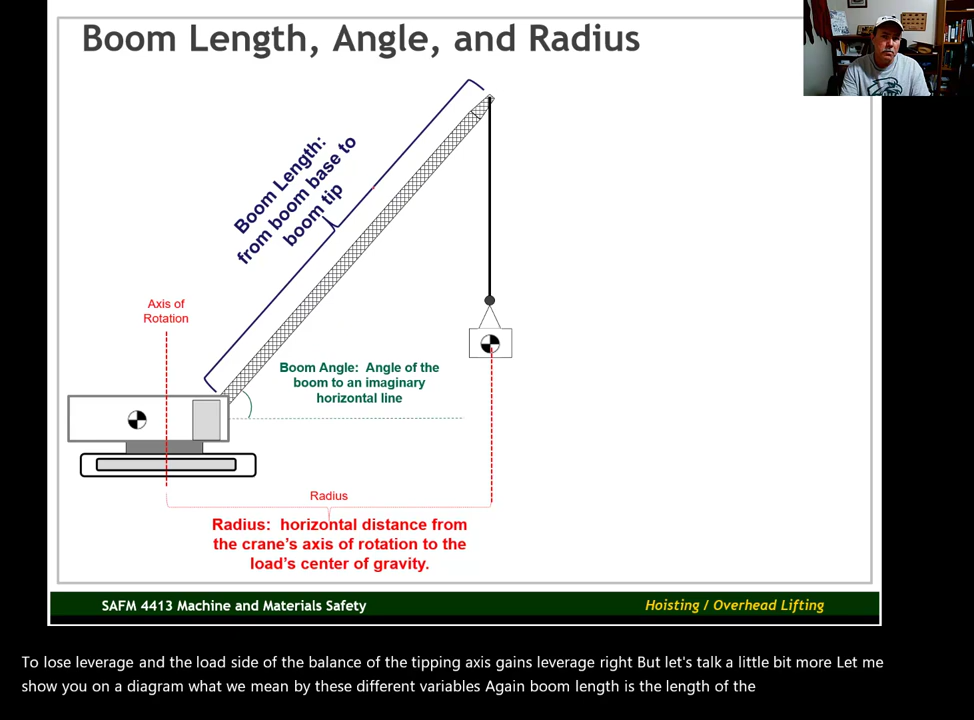 Boom Length, Angle, and Radius
Boom Length:
from boom base to
boom tip
Axis of
Rotation
Boom Angle: Angle of the
boom to an imaginary
horizontal line
Radius
Radius: horizontal distance from
the crane's axis of rotation to the
load's center of gravity.
SAFM 4413 Machine and Materials Safety
Hoisting / Overhead Lifting
To lose leverage and the load side of the balance of the tipping axis gains leverage right But let's talk a little bit more Let me
show you on a diagram what we mean by these different variables Again boom length is the length of the